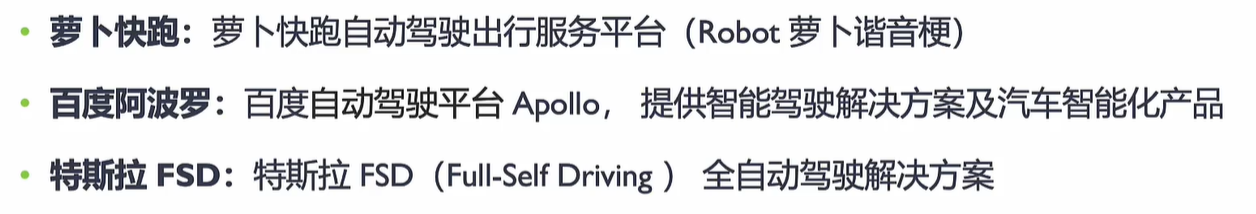 • 萝卜快跑：萝卜快跑自动驾驶出行服务平台（Robot 萝卜谐音梗）
• 百度阿波罗：百度自动驾驶平台 Apollo， 提供智能驾驶解决方案及汽车智能化产品
• 特斯拉 FSD：特斯拉 FSD（Full-Self Driving ） 全自动驾驶解决方案